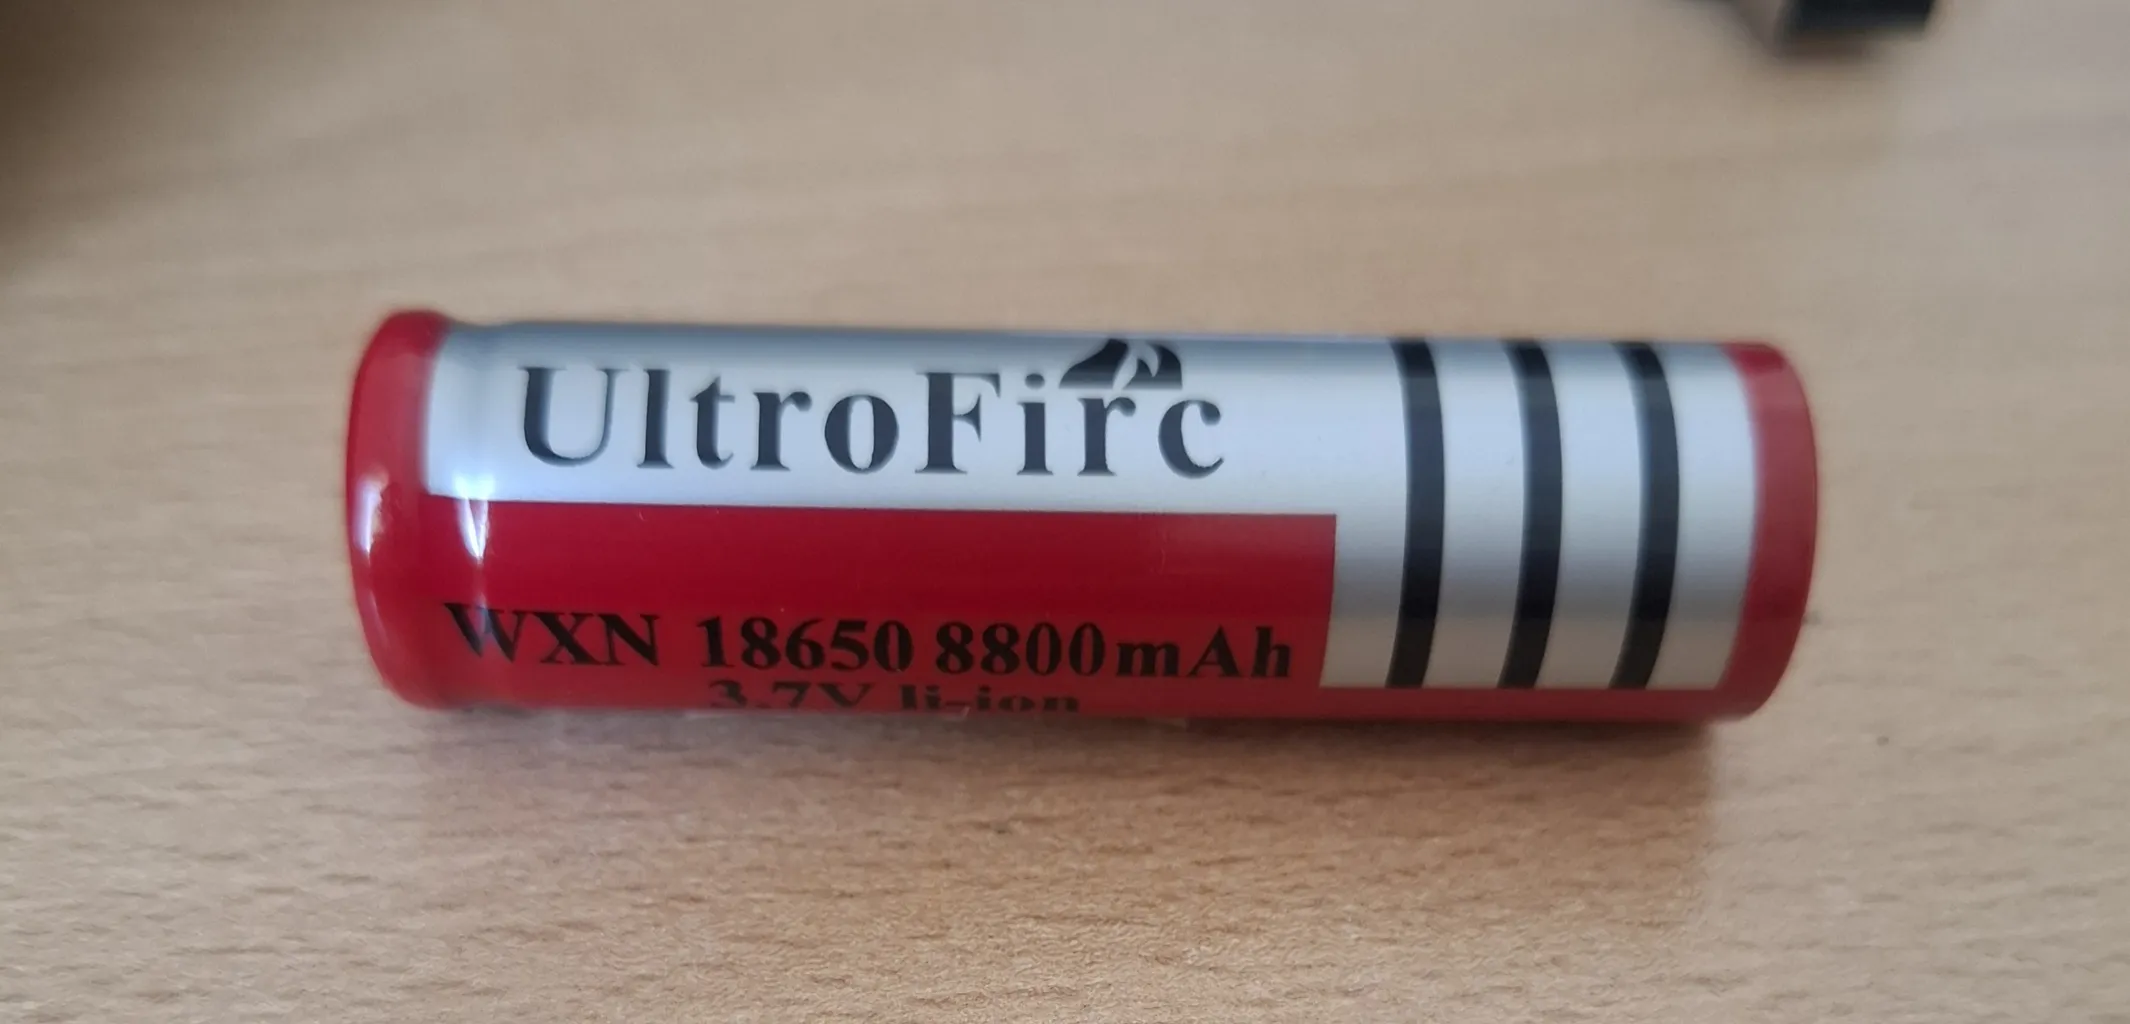 UltroFirc
WXN 18650 8800mAh
3.7V li-ion